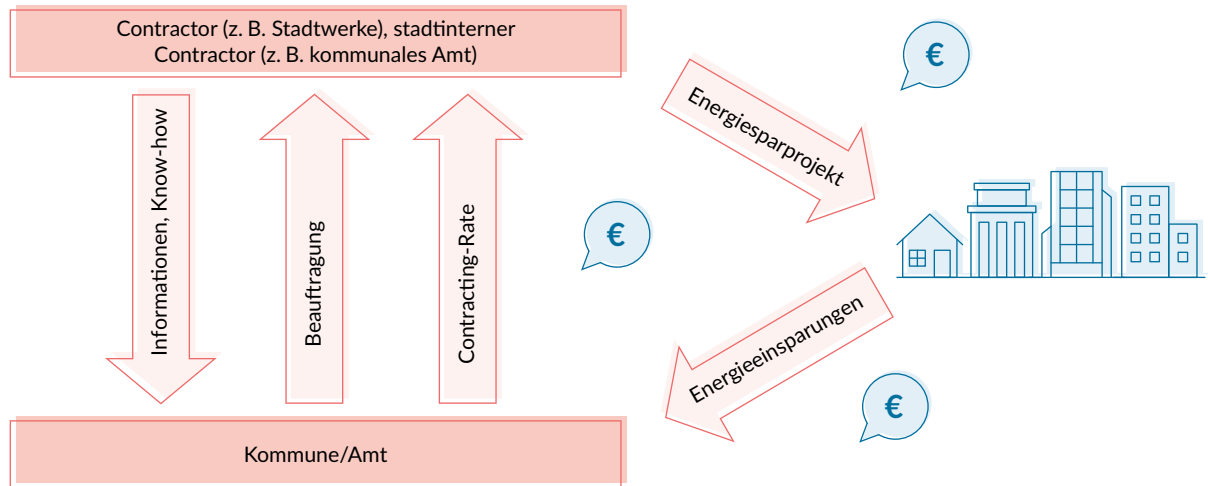 Contractor (z. B. Stadtwerke), stadtinterner
Contractor (z. B. kommunales Amt)
€
Energiesparprojekt
Informationen, Know-how
Beauftragung
Contracting-Rate
€
Energieeinsparungen
€
Kommune/Amt